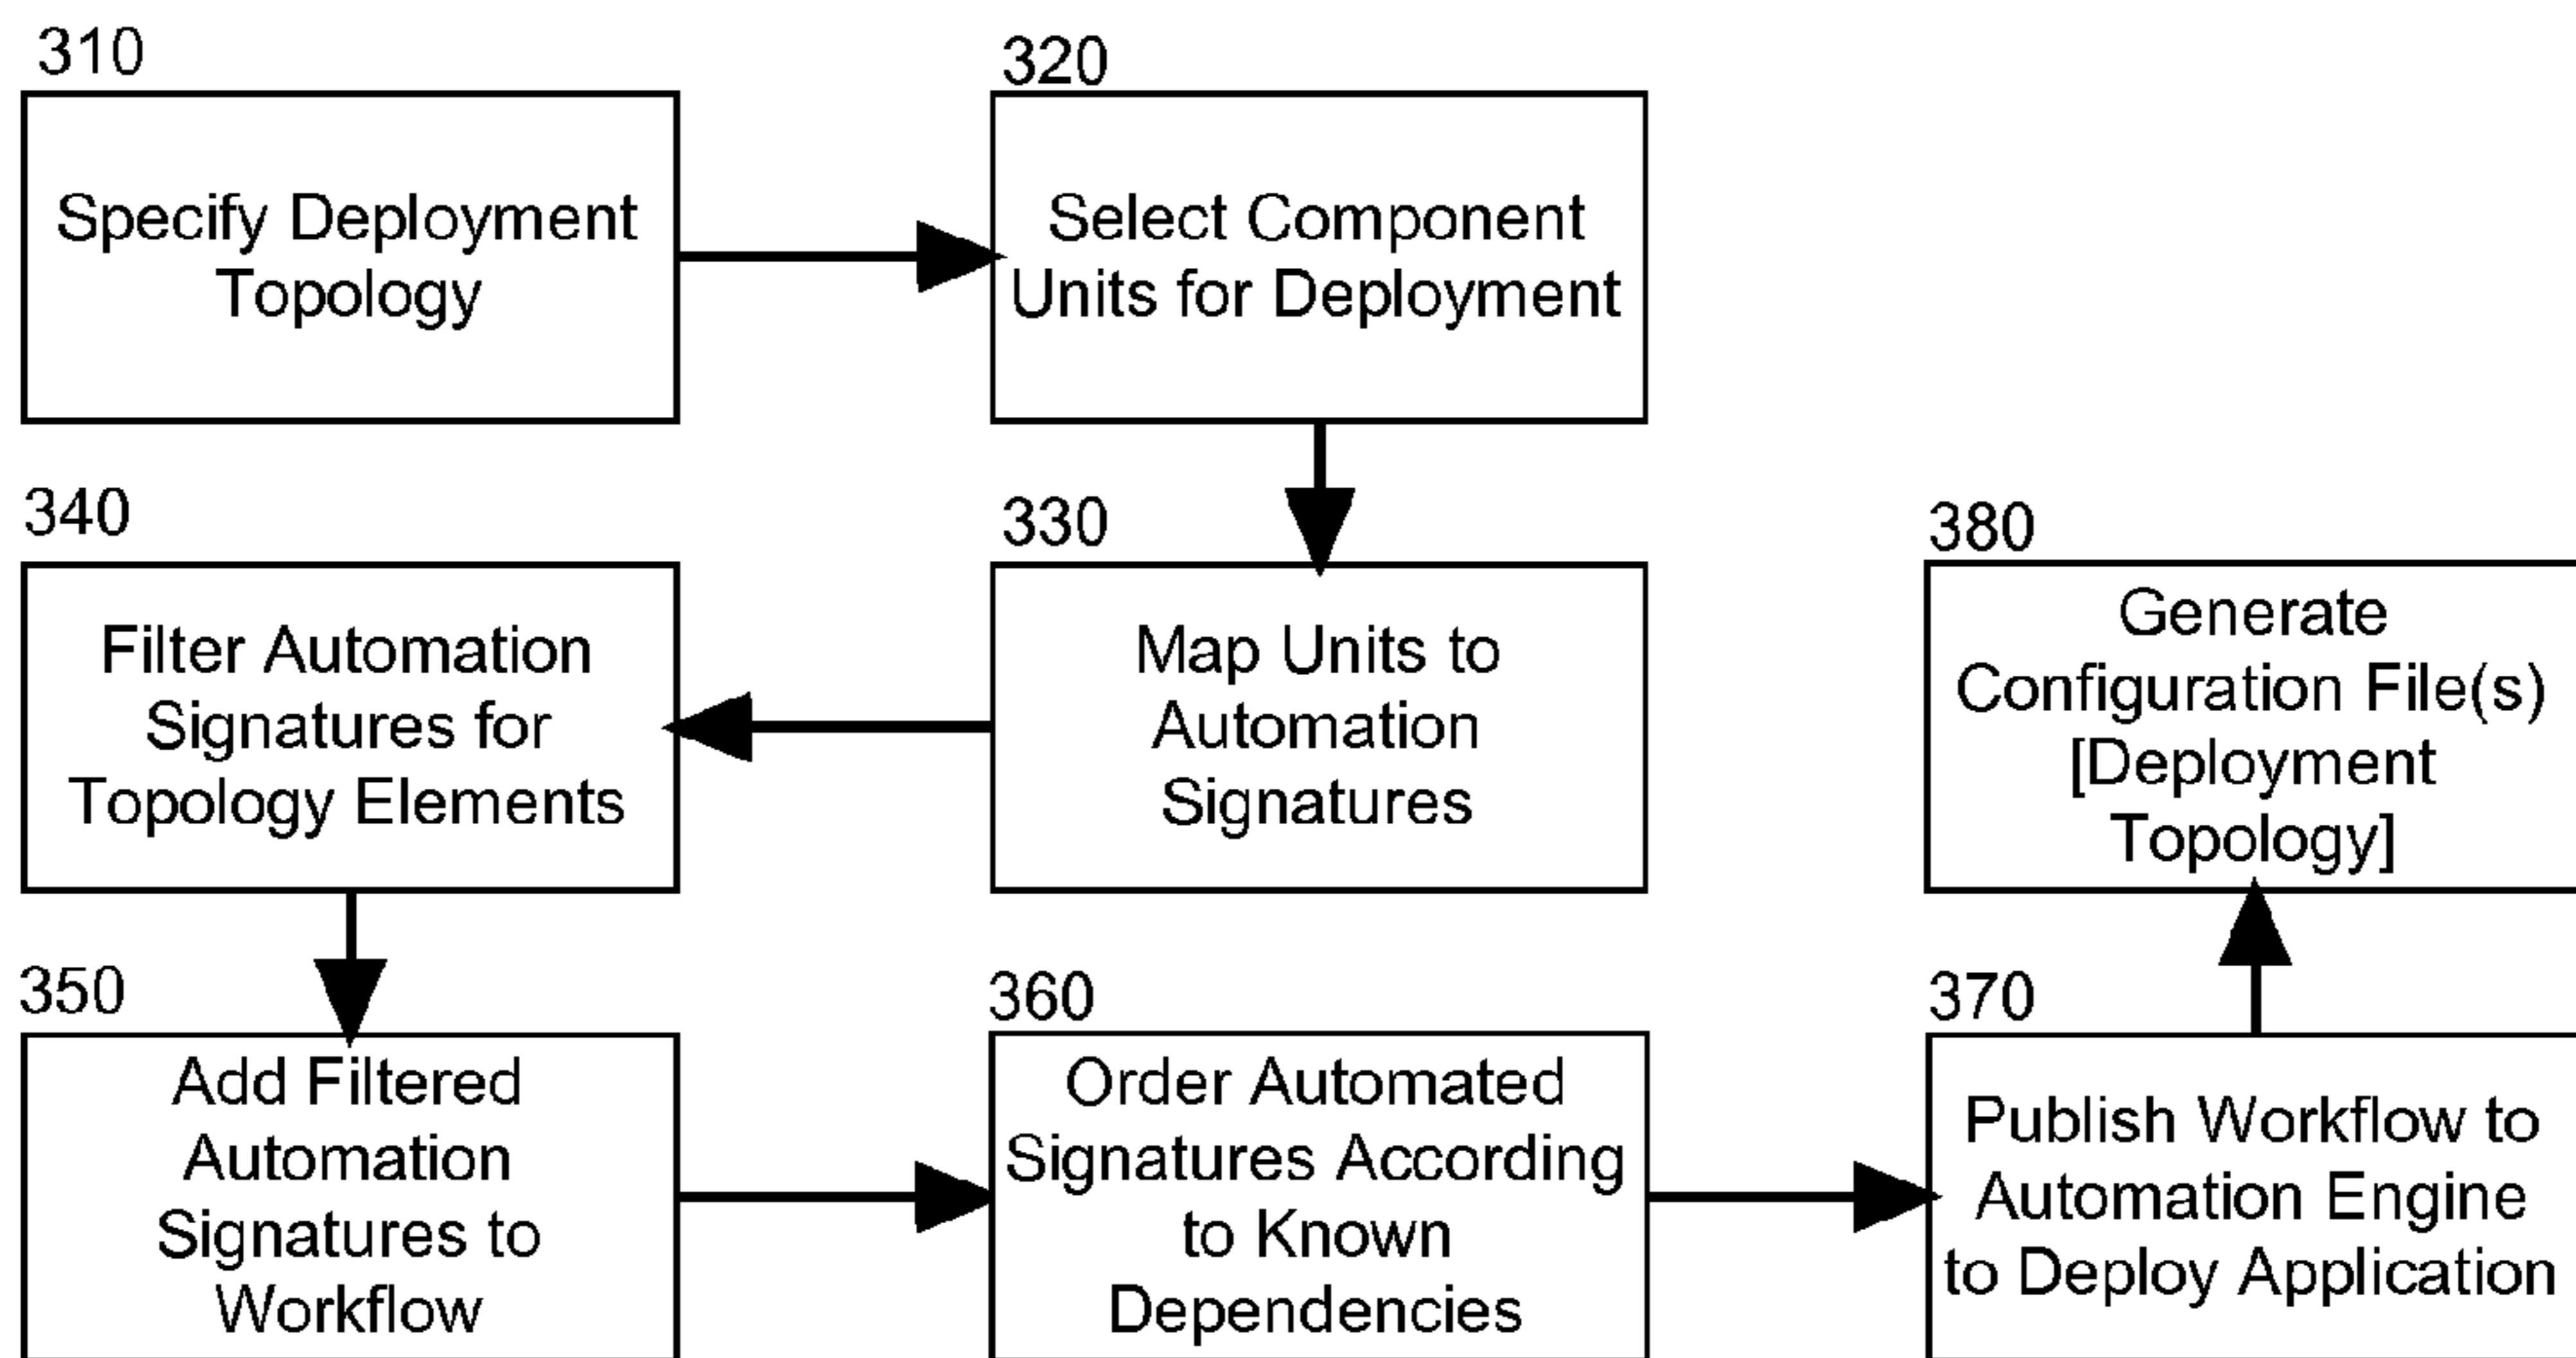 310
Specify Deployment
Topology
320
Select Component
Units for Deployment
330
Map Units to
Automation
Signatures
340
Filter Automation
Signatures for
Topology Elements
350
Add Filtered
Automation
Signatures to
Workflow
360
Order Automated
Signatures According
to Known
Dependencies
370
Publish Workflow to
Automation Engine
to Deploy Application
380
Generate
Configuration File(s)
[Deployment
Topology]